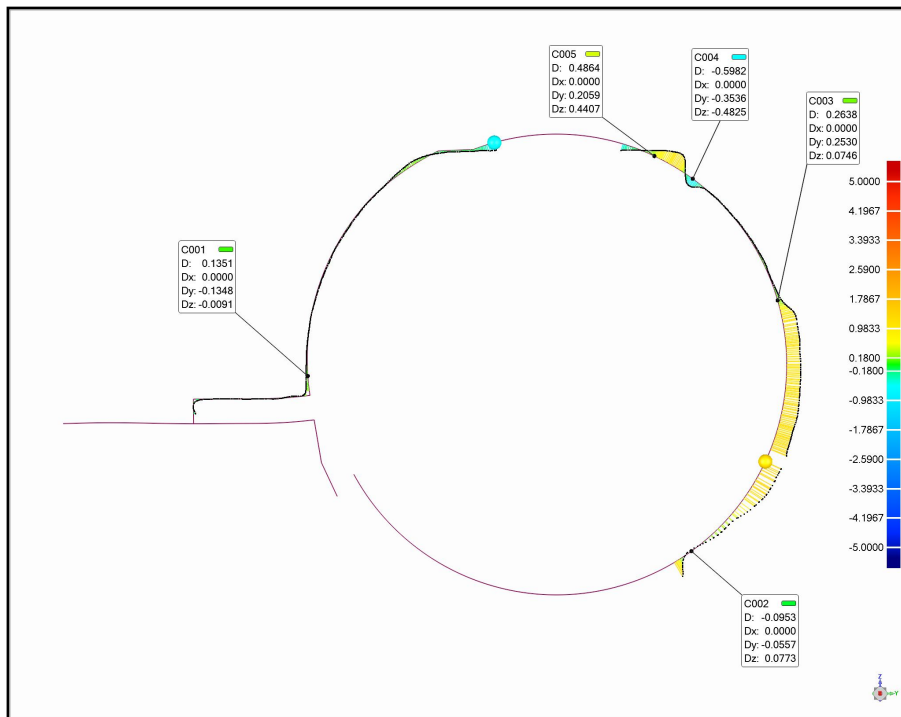 C005
D: 0.4864
Dx: 0.0000
Dy: 0.2059
Dz: 0.4407
C004
D: -0.5982
Dx: 0.0000
Dy: -0.3536
Dz: -0.4825
C003
D: 0.2638
Dx: 0.0000
Dy: 0.2530
Dz: 0.0746
C001
D: 0.1351
Dx: 0.0000
Dy: -0.1348
Dz: -0.0091
5.0000
4.1967
3.3933
2.5900
1.7867
0.9833
0.1800
-0.1800
-0.9833
-1.7867
-2.5900
-3.3933
-4.1967
-5.0000
C002
D: -0.0953
Dx: 0.0000
Dy: -0.0557
Dz: 0.0773
Z
Y